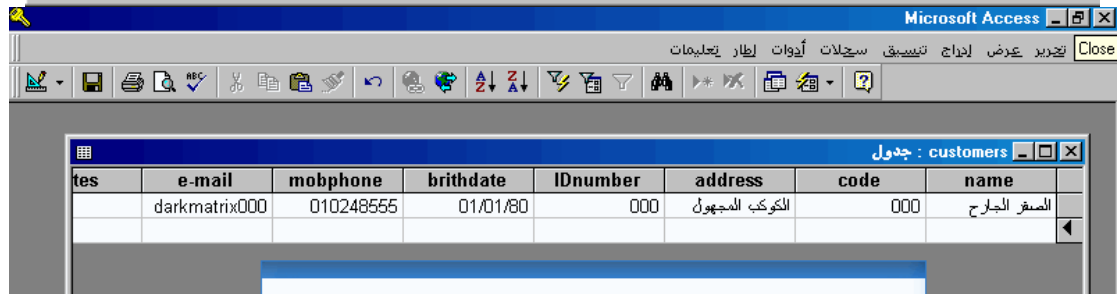 Microsoft Access
تحرير عرض إدراج تنسيق سجلات أدوات إطار تعليمات
Close
customers : جدول
name code address IDnumber brithdate mobphone e-mail tes
الصقر الجارح 000 الكوكب المجهول 000 01/01/80 010248555 darkmatrix000